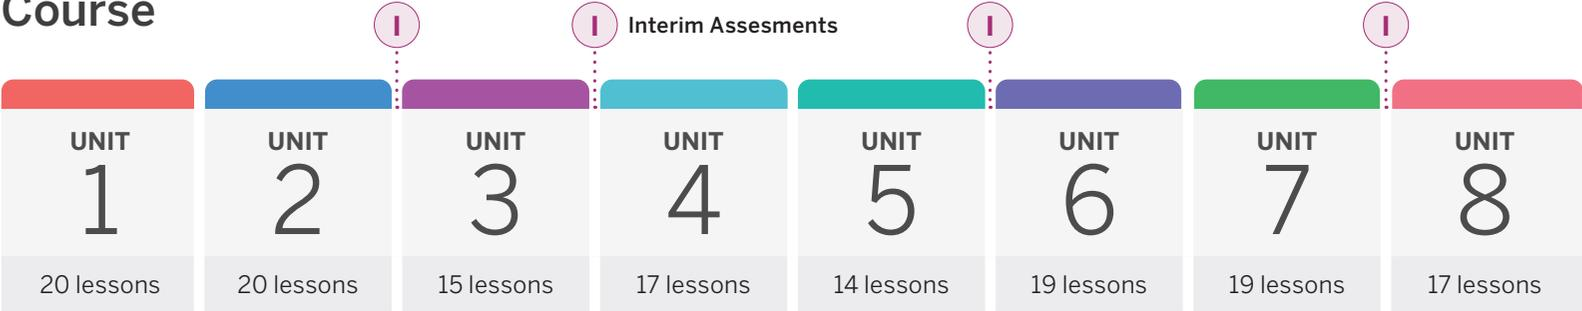 Course
I I Interim Assesments I I
UNIT UNIT UNIT UNIT UNIT UNIT UNIT UNIT
1 2 3 4 5 6 7 8
20 lessons 20 lessons 15 lessons 17 lessons 14 lessons 19 lessons 19 lessons 17 lessons